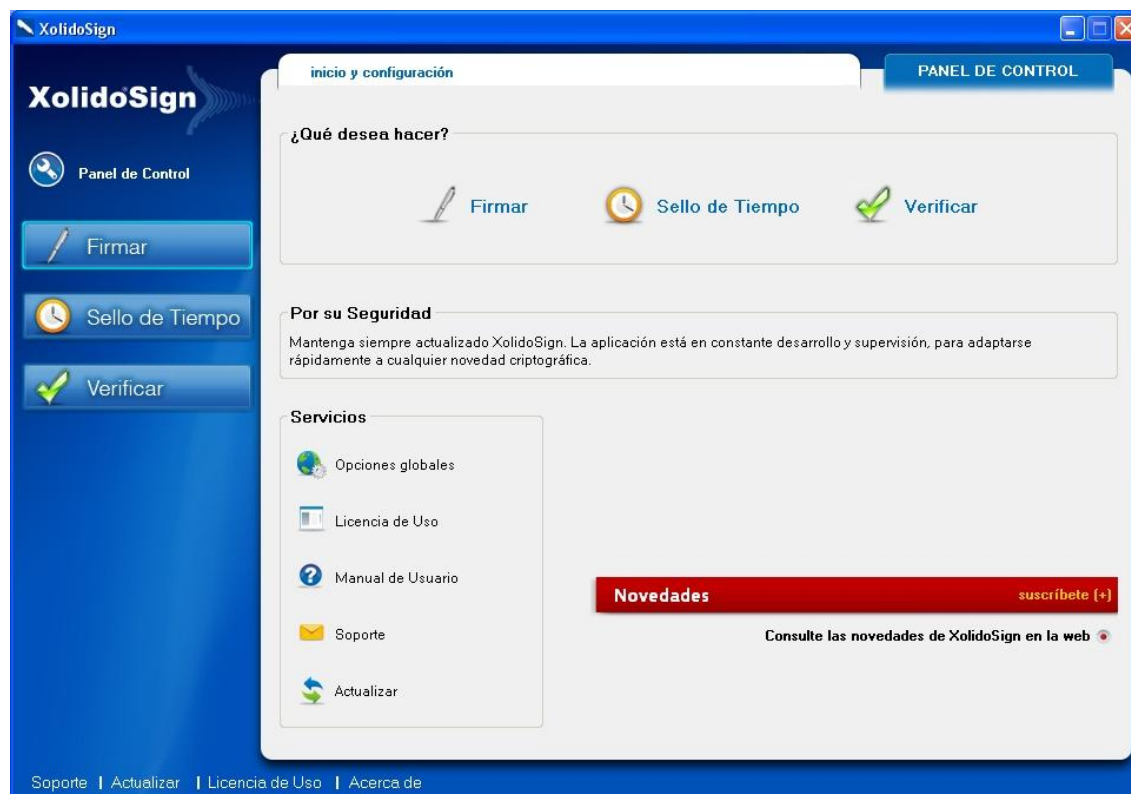 XolidoSign
inicio y configuración
PANEL DE CONTROL
XolidoSign
Panel de Control
Firmar
Sello de Tiempo
Verificar
¿Qué desea hacer?
Firmar
Sello de Tiempo
Verificar
Por su Seguridad
Mantenga siempre actualizado XolidoSign. La aplicación está en constante desarrollo y supervisión, para adaptarse
rápidamente a cualquier novedad criptográfica.
Servicios
Opciones globales
Licencia de Uso
Manual de Usuario
Soporte
Actualizar
Novedades
suscríbete (+)
Consulte las novedades de XolidoSign en la web
Soporte | Actualizar | Licencia de Uso | Acerca de